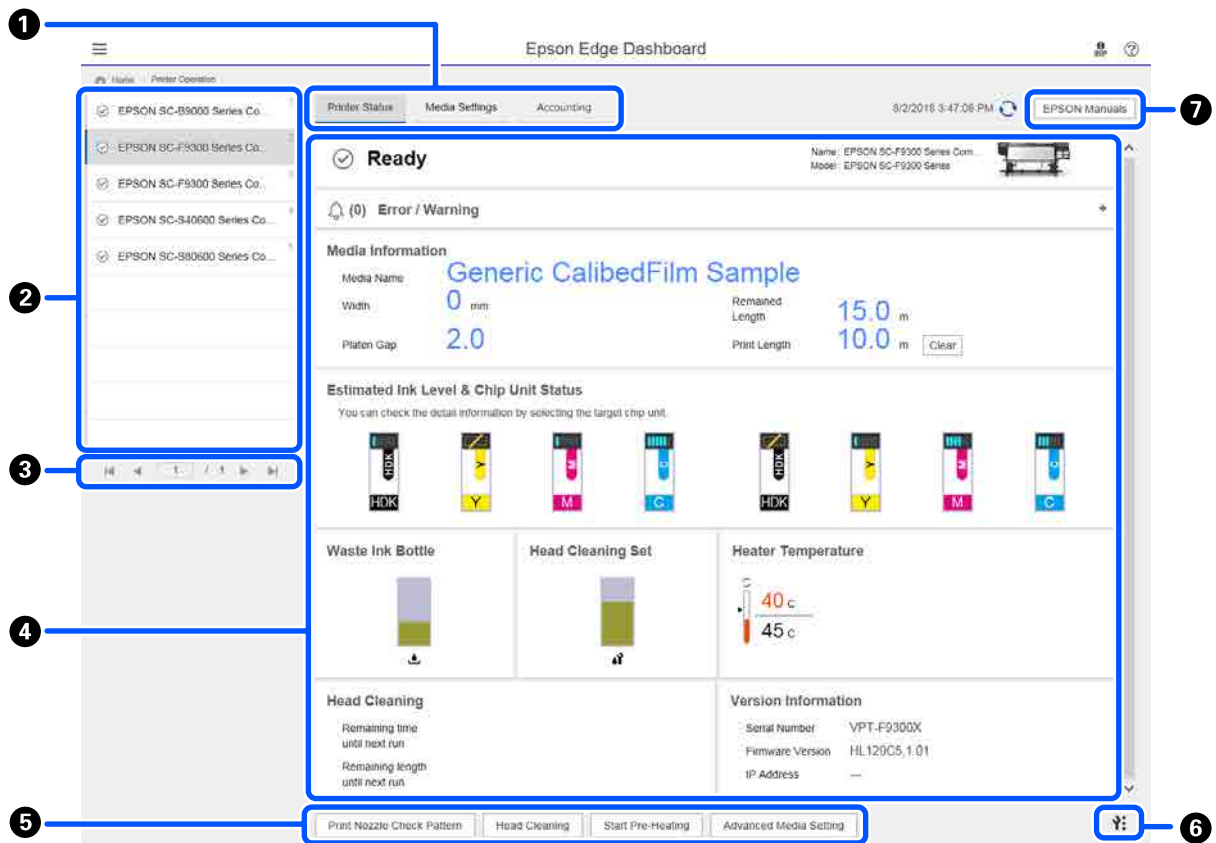 1
Epson Edge Dashboard
Home Printer Operation
EPSON SC-B9000 Series Co...
EPSON SC-F9300 Series Co...
EPSON SC-F9300 Series Co...
EPSON SC-S40600 Series Co...
EPSON SC-S80600 Series Co...
2
3
1 / 1
Printer Status Media Settings Accounting
8/2/2018 3:47:08 PM
EPSON Manuals
7
Ready
Name : EPSON SC-F9300 Series Com...
Model : EPSON SC-F9300 Series
(0) Error / Warning
Media Information
Media Name Generic CalibedFilm Sample
Width 0 mm
Remained
Length 15.0 m
Platen Gap 2.0
Print Length 10.0 m Clear
Estimated Ink Level & Chip Unit Status
You can check the detail information by selecting the target chip unit.
HDK Y M C HDK Y M C
HDK Y M C HDK Y M C
4
Waste Ink Bottle
Head Cleaning Set
Heater Temperature
40 C
45 C
Head Cleaning
Remaining time
until next run
Remaining length
until next run
Version Information
Serial Number VPT-F9300X
Firmware Version HL129C5,1.01
IP Address ---
5
Print Nozzle Check Pattern Head Cleaning Start Pre-Heating Advanced Media Setting
6